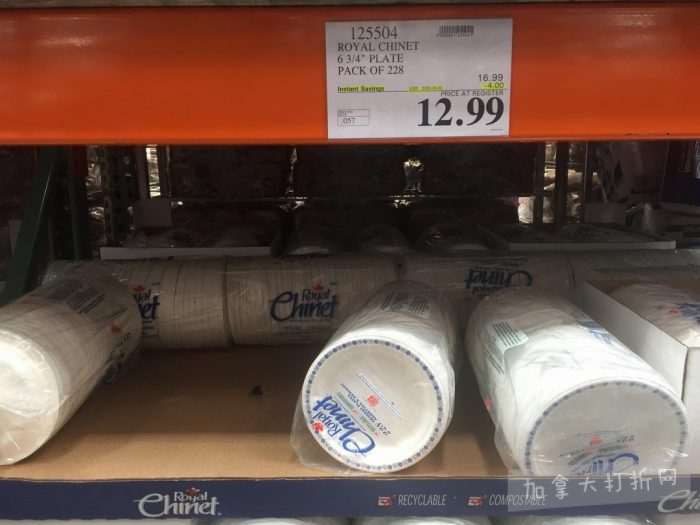 125504
ROYAL CHINET
6 3/4" PLATE
PACK OF 228
16.99
Instant Savings
-4.00
PRICE AT REGISTER
12.99
.057
Royal
Chinet
Royal
Chinet
Chinet
Royal
Chinet
Royal
Chinet
RECYCLABLE
COMPOSTABLE
加拿大打折网